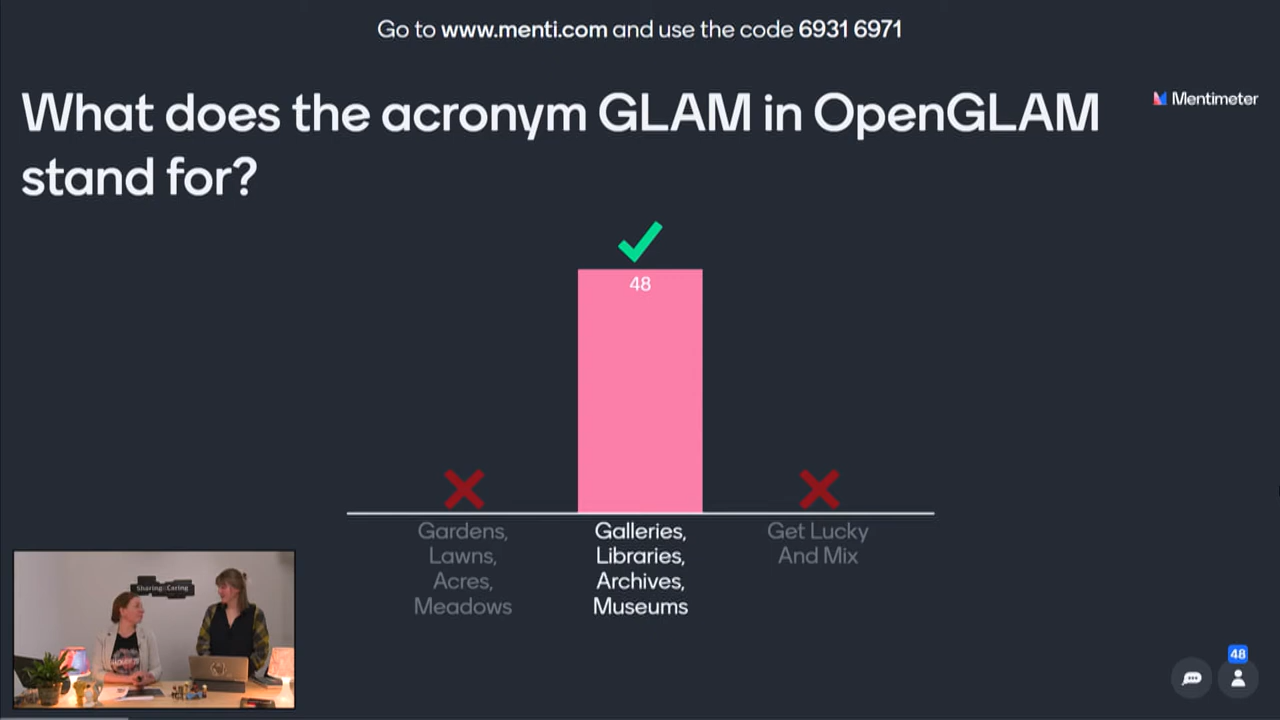 Go to www.menti.com and use the code 6931 6971
What does the acronym GLAM in OpenGLAM
stand for?
Mentimeter
48
Gardens,
Lawns,
Acres,
Meadows
Galleries,
Libraries,
Archives,
Museums
Get Lucky
And Mix
Sharing is Caring
48